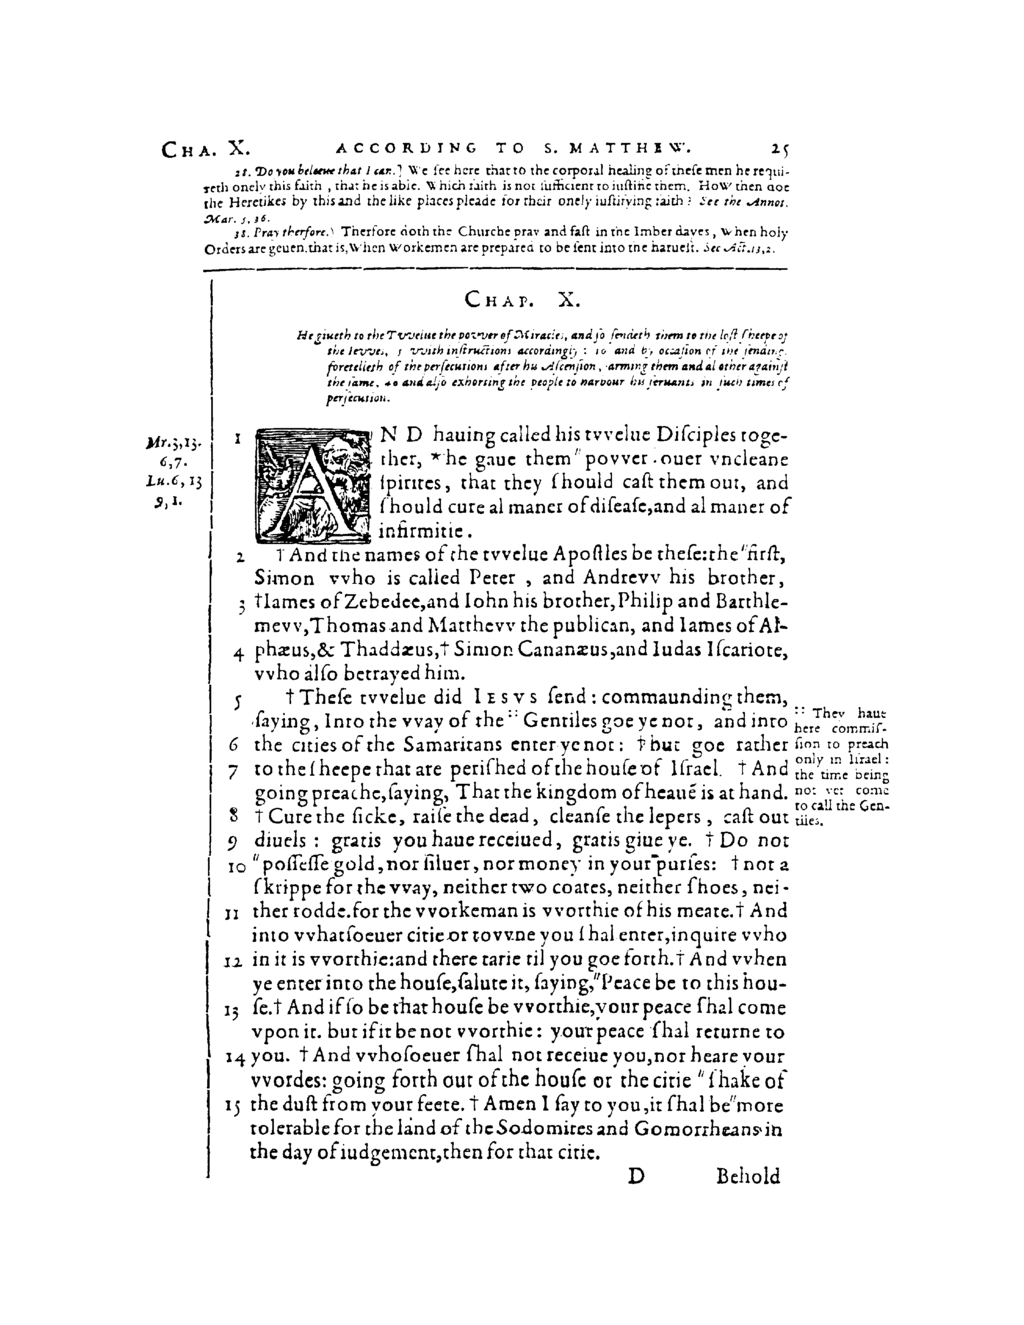 CHA. X. ACCORDING TO S. MATTHEW. 25
28. Do you beleeue that I can.] We see here that to the corporal healing of these men he requi-
reth onely this faith, that he is able. Which faith is not sufficient to iustifie them. How then doe
the Heretikes by this and the like places pleade for their onely iustifying faith? See the Annot.
Mar. 5, 36.
38. Pray therfore.] Therfore doth the Churche pray and fast in the Imber dayes, when holy
Orders are geuen, that is, When Workemen are prepared to be sent into the haruest. See Act. 13, 2.
CHAP. X.
He giueth to the Tvvelue the povver of Miracles, and so sendeth them to the lost sheepe of
the Ievves, 5 vvith instructions accordingly: 16 and by occasion of the sending,
foretelleth of the persecutions after his Ascension, arming them and al other against
the same, 40 and also exhorting the people to harbour his seruants in such times of
persecution.
Mr. 3, 13.
6, 7.
Lu. 6, 13
9, 1.
1 AND hauing called his tvvelue Disciples toge-
ther, * he gaue them " povver ouer vncleane
spirites, that they should cast them out, and
should cure al maner of disease, and al maner of
infirmitie.
2 † And the names of the tvvelue Apostles be these: the " first,
Simon vvho is called Peter, and Andrevv his brother,
3 † Iames of Zebedee, and Iohn his brother, Philip and Barthle-
mevv, Thomas and Matthevv the publican, and Iames of Al-
4 phæus, & Thaddæus, † Simon Cananæus, and Iudas Iscariote,
vvho also betrayed him.
5 † These tvvelue did IESVS send: commaunding them,
saying, Into the vvay of the :: Gentiles goe ye not, and into
6 the cities of the Samaritans enter ye not: † but goe rather
7 to the sheepe that are perished of the house of Israel. † And
going preache, saying, That the kingdom of heauē is at hand.
8 † Cure the sicke, raise the dead, cleanse the lepers, cast out
9 diuels: gratis you haue receiued, gratis giue ye. † Do not
10 " possesse gold, nor siluer, nor money in your purses: † not a
skrippe for the vvay, neither two coates, neither shoes, nei-
11 ther rodde. for the vvorkeman is vvorthie of his meate. † And
into vvhatsoeuer citie or tovvne you shal enter, inquire vvho
12 in it is vvorthie: and there tarie til you goe forth. † And vvhen
ye enter into the house, salute it, saying, " Peace be to this hou-
13 se. † And if so be that house be vvorthie, your peace shal come
vpon it. but if it be not vvorthie: your peace shal returne to
14 you. † And vvhosoeuer shal not receiue you, nor heare your
vvordes: going forth out of the house or the citie " shake of
15 the dust from your feete. † Amen I say to you, it shal be " more
tolerable for the land of the Sodomites and Gomorrheans in
the day of iudgement, then for that citie.
:: They haue
here commis-
sion to preach
only in Israel:
the time being
not yet come
to call the Gen-
tiles.
D Behold